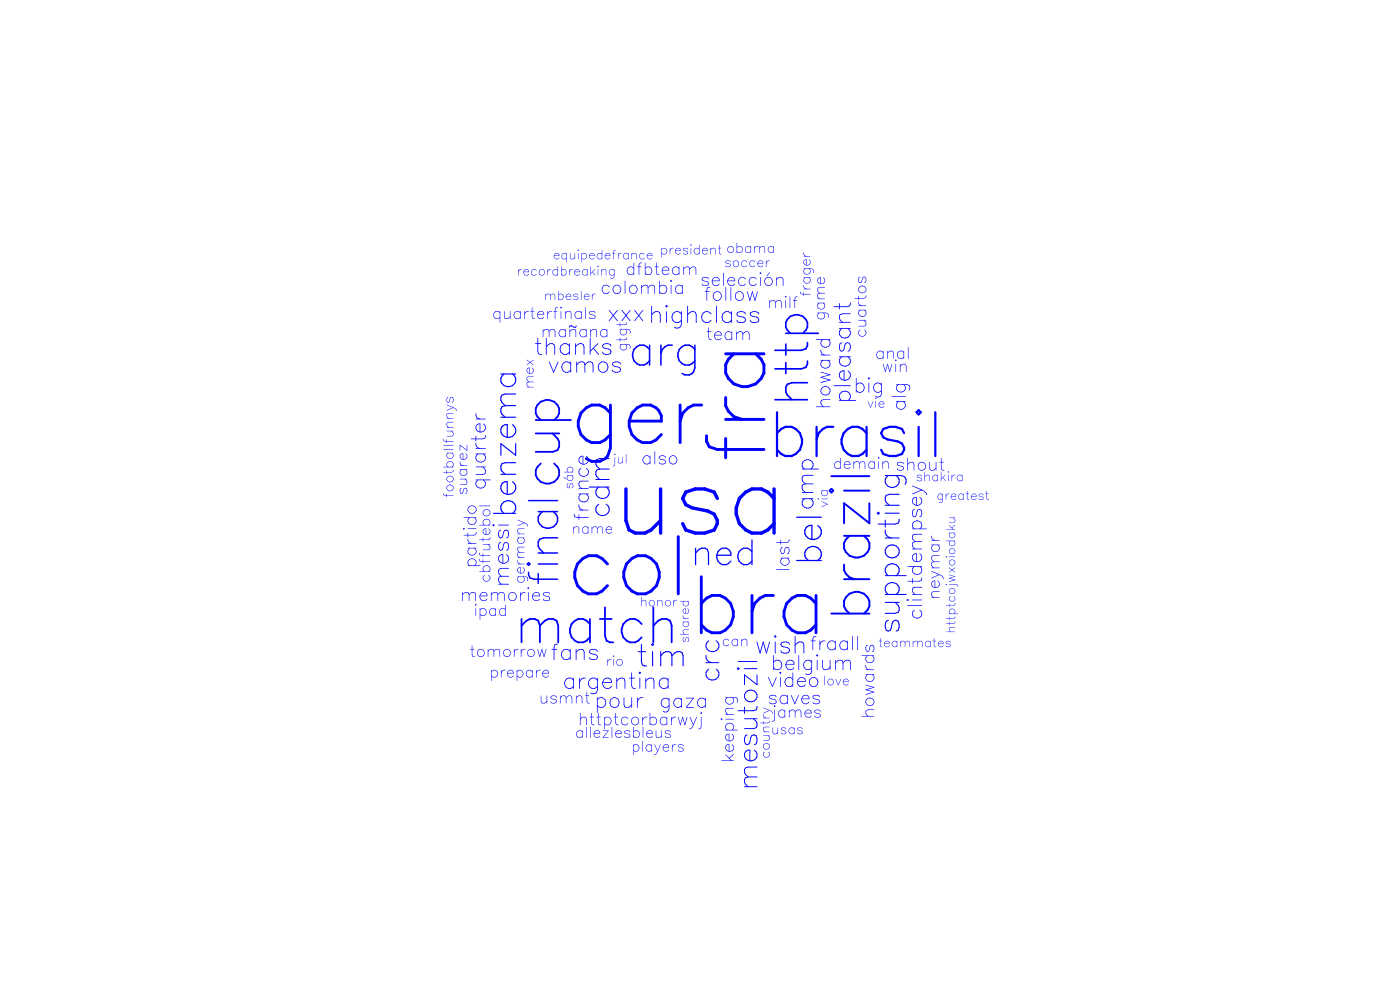 president obama
equipedefrance
soccer
frager
recordbreaking dfbteam
selección
colombia follow
mbesler
milf
game
cuartos
quarterfinals xxx highclass
http
pleasant
mañana
gtgt
team
thanks
arg
fra
howard
anal
vamos
win
mex
benzema
big
alg
vie
footballfunnys
cup
ger
brasil
quarter
suarez
sáb
france
cdm
jul also
amp
demain shout
via
brazil
shakira
supporting
clintdempsey
greatest
usa
partido
cbffutebol
messi
germany
final
name
bel
neymar
httptcojwxoiodaku
last
ned
col
memories
honor
bra
ipad
shared
match
can
wish fraall teammates
crc
tomorrow fans
rio
tim
belgium
howards
prepare
argentina
mesutozil
video love
usmnt pour gaza
saves
keeping
country
james
httptcorbarwyj
usas
allezlesbleus
players